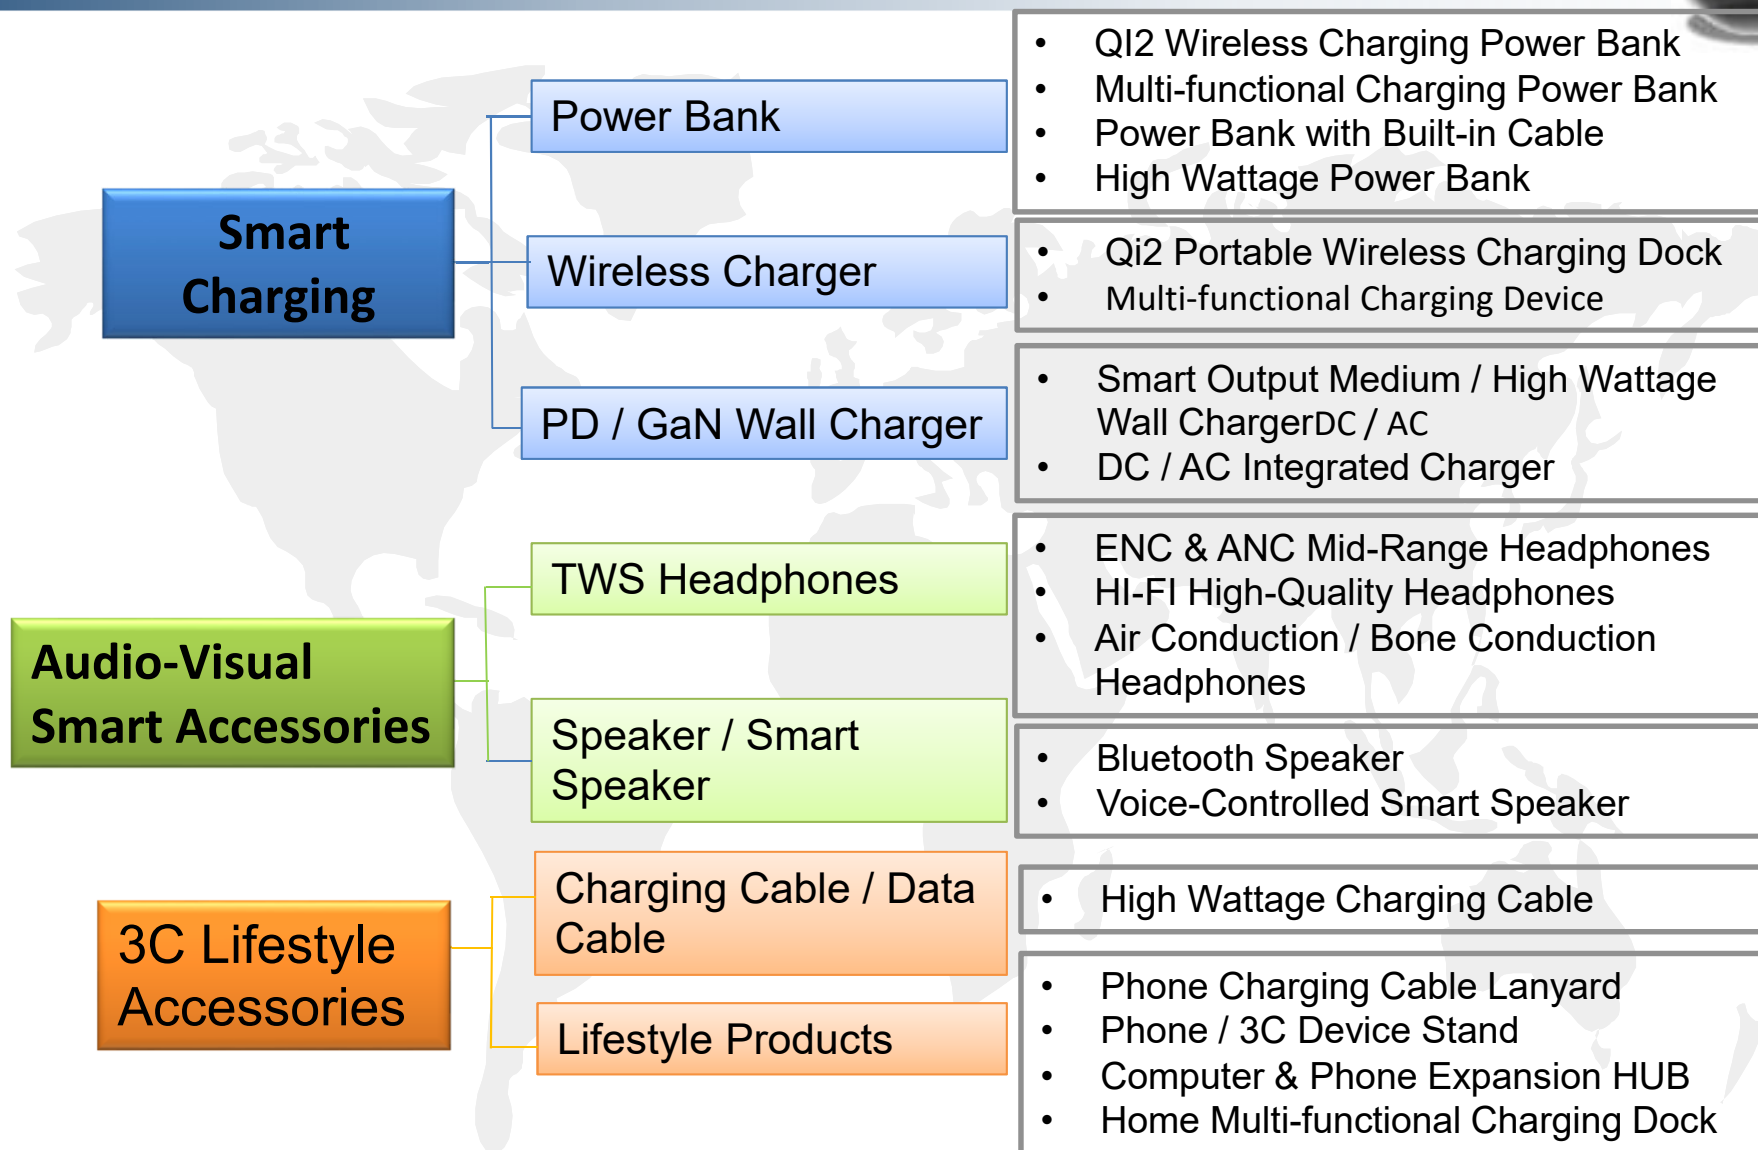 Smart
Charging
Power Bank
• QI2 Wireless Charging Power Bank
• Multi-functional Charging Power Bank
• Power Bank with Built-in Cable
• High Wattage Power Bank
Wireless Charger
• Qi2 Portable Wireless Charging Dock
• Multi-functional Charging Device
PD / GaN Wall Charger
• Smart Output Medium / High Wattage
Wall ChargerDC / AC
• DC / AC Integrated Charger
Audio-Visual
Smart Accessories
TWS Headphones
• ENC & ANC Mid-Range Headphones
• HI-FI High-Quality Headphones
• Air Conduction / Bone Conduction
Headphones
Speaker / Smart
Speaker
• Bluetooth Speaker
• Voice-Controlled Smart Speaker
3C Lifestyle
Accessories
Charging Cable / Data
Cable
• High Wattage Charging Cable
Lifestyle Products
• Phone Charging Cable Lanyard
• Phone / 3C Device Stand
• Computer & Phone Expansion HUB
• Home Multi-functional Charging Dock